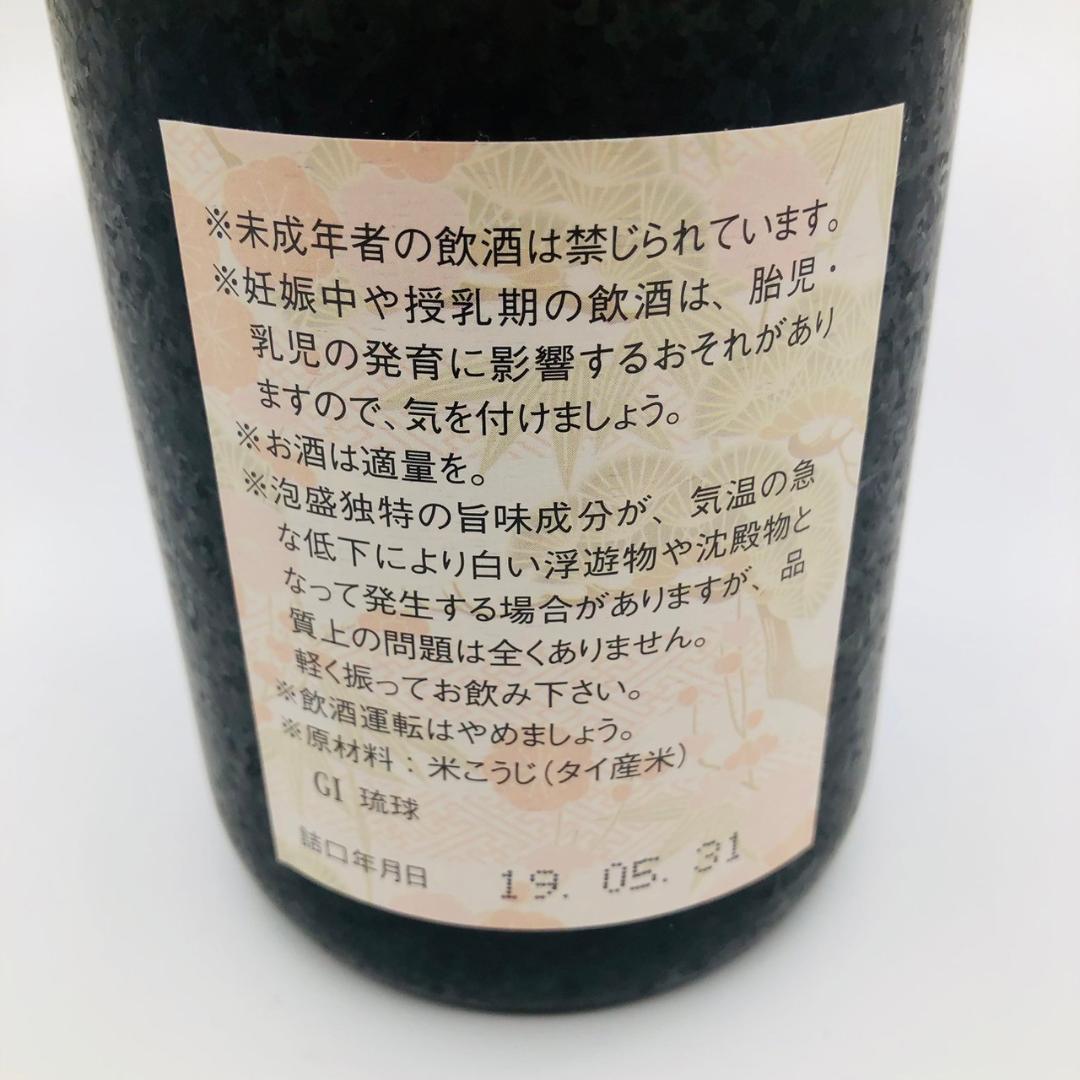 ※未成年者の飲酒は禁じられています。
※妊娠中や授乳期の飲酒は、胎児・
乳児の発育に影響するおそれがあり
ますので、気を付けましょう。
※お酒は適量を。
※泡盛独特の旨味成分が、気温の急
な低下により白い浮遊物や沈殿物と
なって発生する場合がありますが、品
質上の問題は全くありません。
軽く振ってお飲み下さい。
※飲酒運転はやめましょう。
※原材料：米こうじ（タイ産米）
GI 琉球
詰口年月日 19. 05. 31